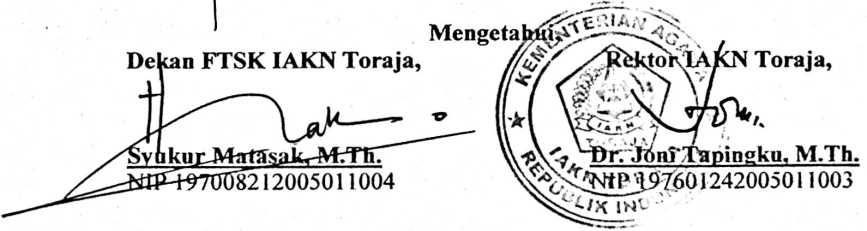 Mengetahui,
Dekan FTSK IAKN Toraja,
Rektor IAKN Toraja,
Syukur Matasak, M.Th.
NIP 197008212005011004
Dr. Joni Tapingku, M.Th.
NIP 197601242005011003
KEMENTERIAN AGAMA
REPUBLIK INDONESIA
IAKN